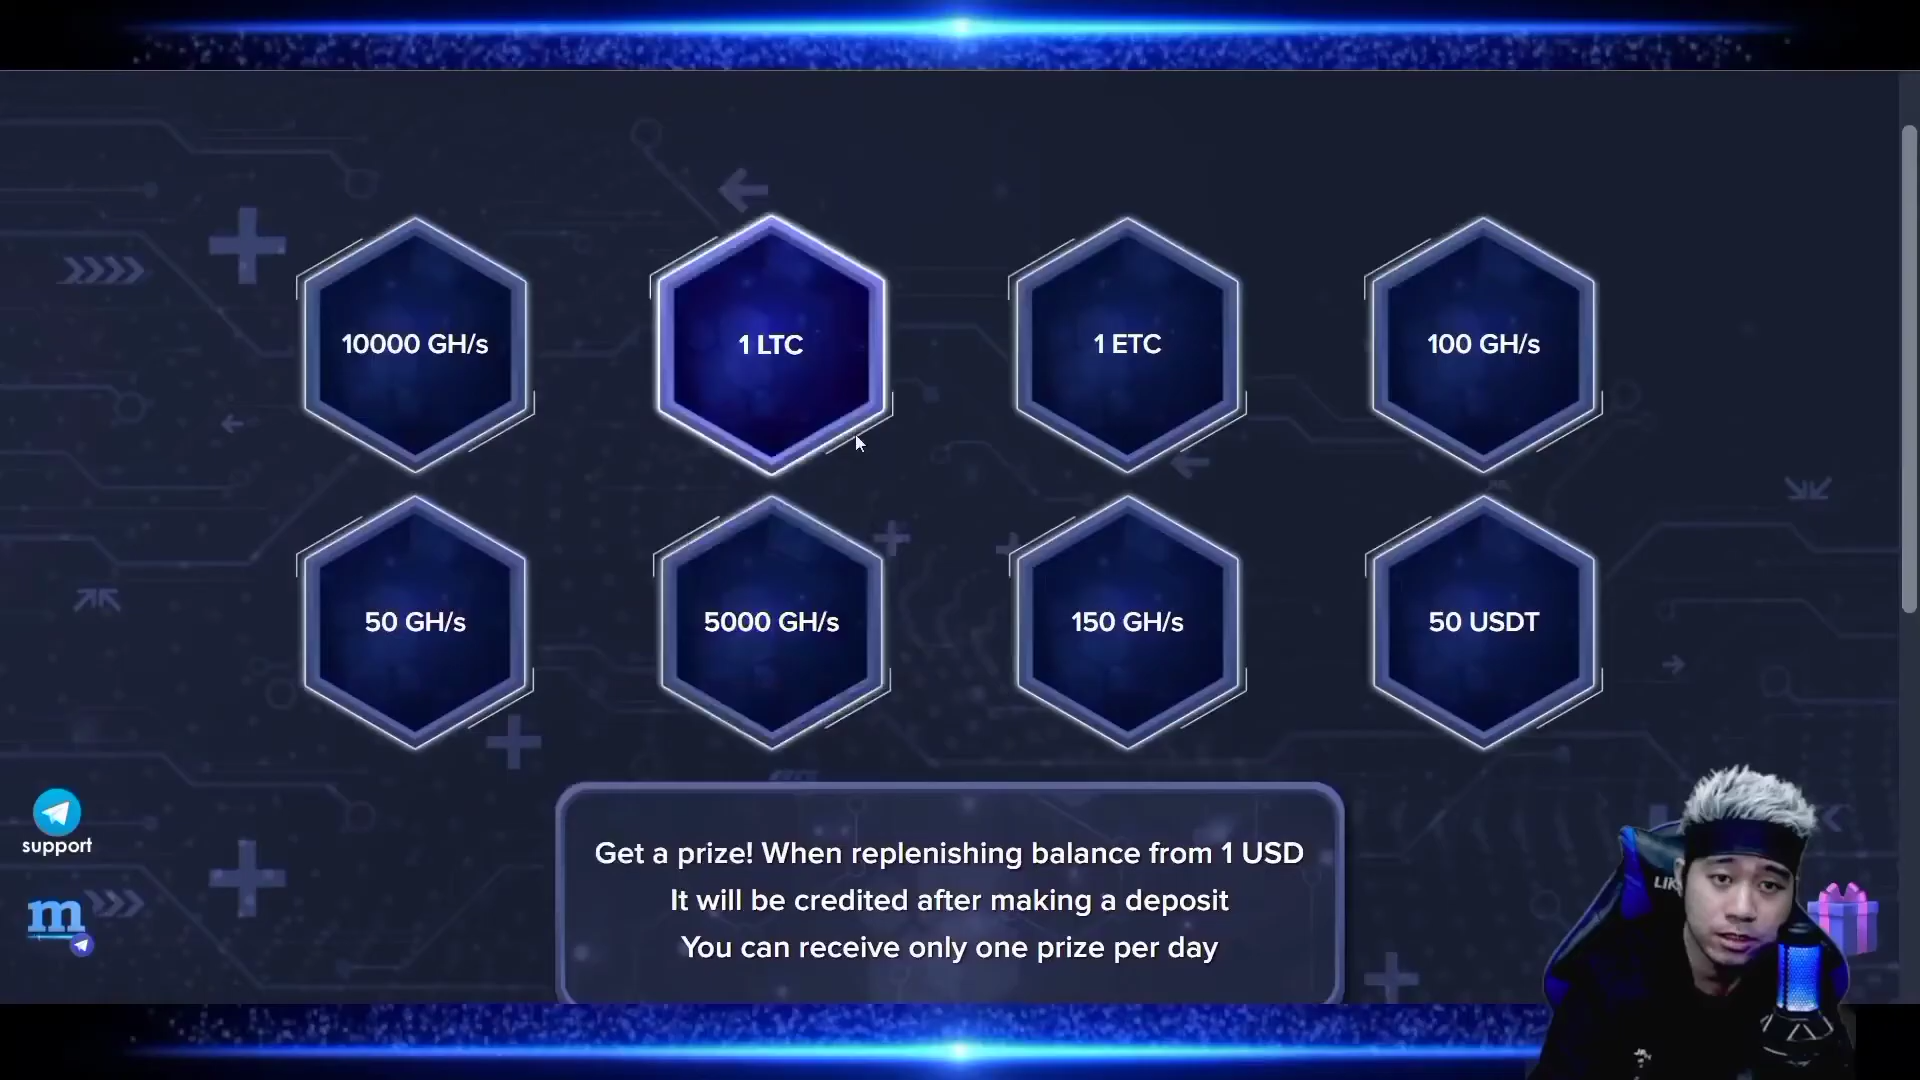 10000 GH/s
1 LTC
1 ETC
100 GH/s
50 GH/s
5000 GH/s
150 GH/s
50 USDT
Get a prize! When replenishing balance from 1 USD
It will be credited after making a deposit
You can receive only one prize per day
support
m